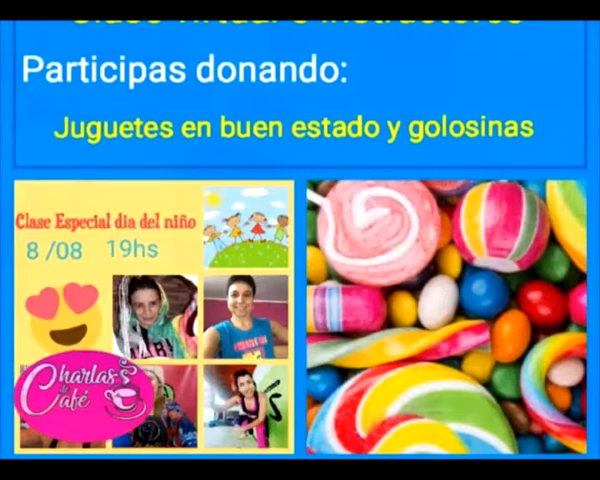 Participas donando:
Juguetes en buen estado y golosinas
Clase Especial dia del niño
8 /08 19hs
Charlas
de
Café